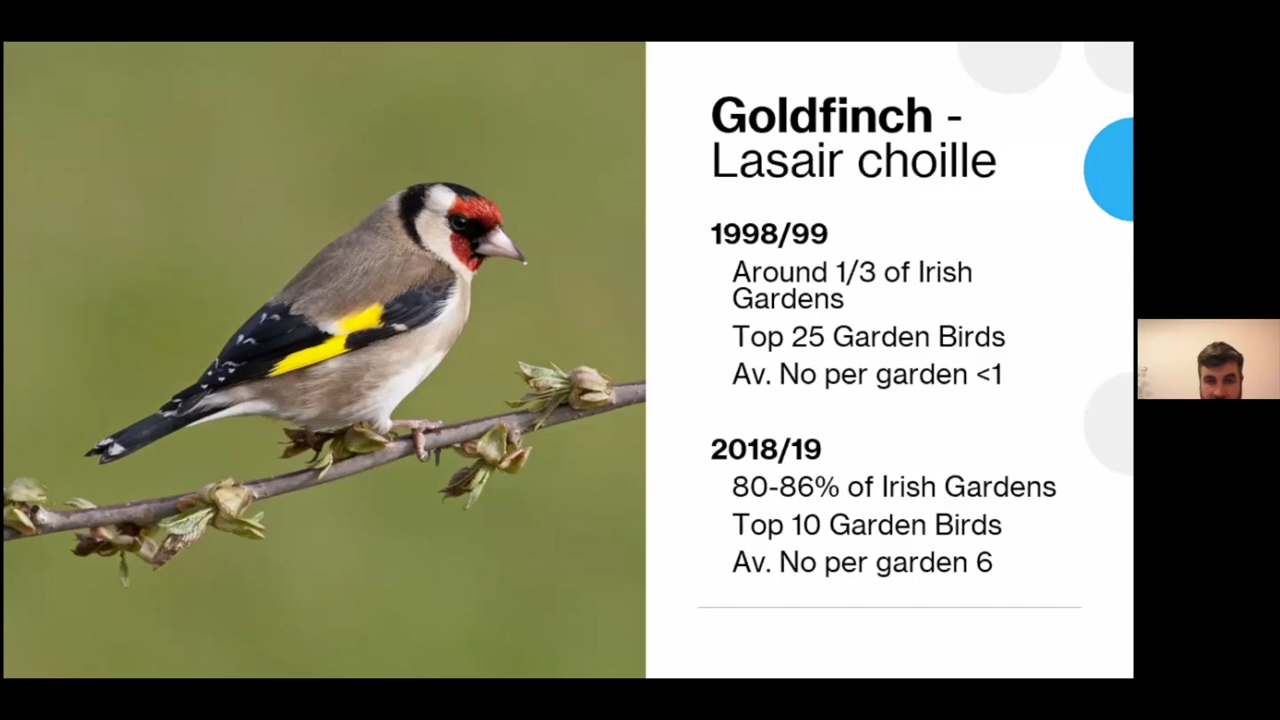 Goldfinch -
Lasair choille
1998/99
Around 1/3 of Irish
Gardens
Top 25 Garden Birds
Av. No per garden <1
2018/19
80-86% of Irish Gardens
Top 10 Garden Birds
Av. No per garden 6